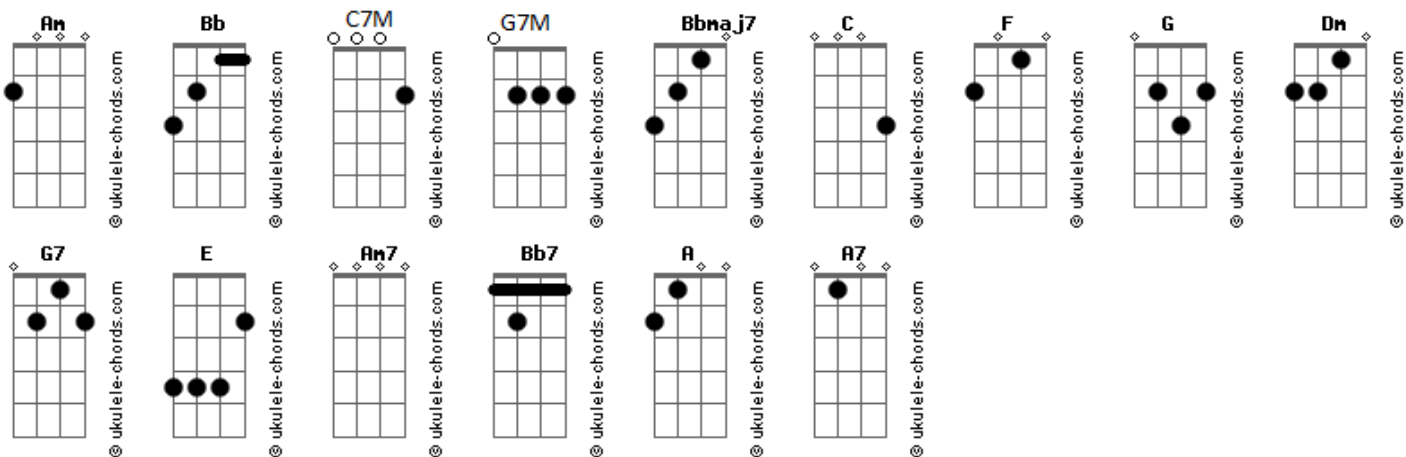 Am Bb C7M G7M Bbmaj7 C F G Dm
© ukulele-chords.com © ukulele-chords.com © ukulele-chords.com © ukulele-chords.com © ukulele-chords.com © ukulele-chords.com © ukulele-chords.com © ukulele-chords.com © ukulele-chords.com
G7 E Am7 Bb7 A A7
© ukulele-chords.com © ukulele-chords.com © ukulele-chords.com © ukulele-chords.com © ukulele-chords.com © ukulele-chords.com